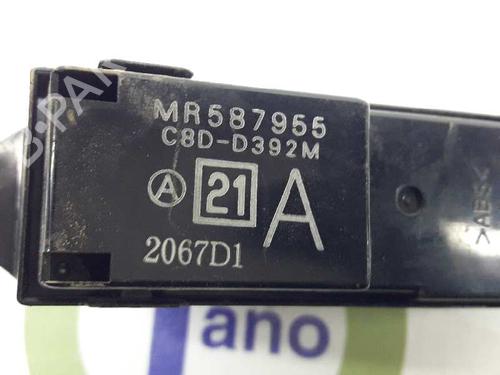 MR587955
C8D-D392M
A 21 A
2067D1
>ABS<
ano